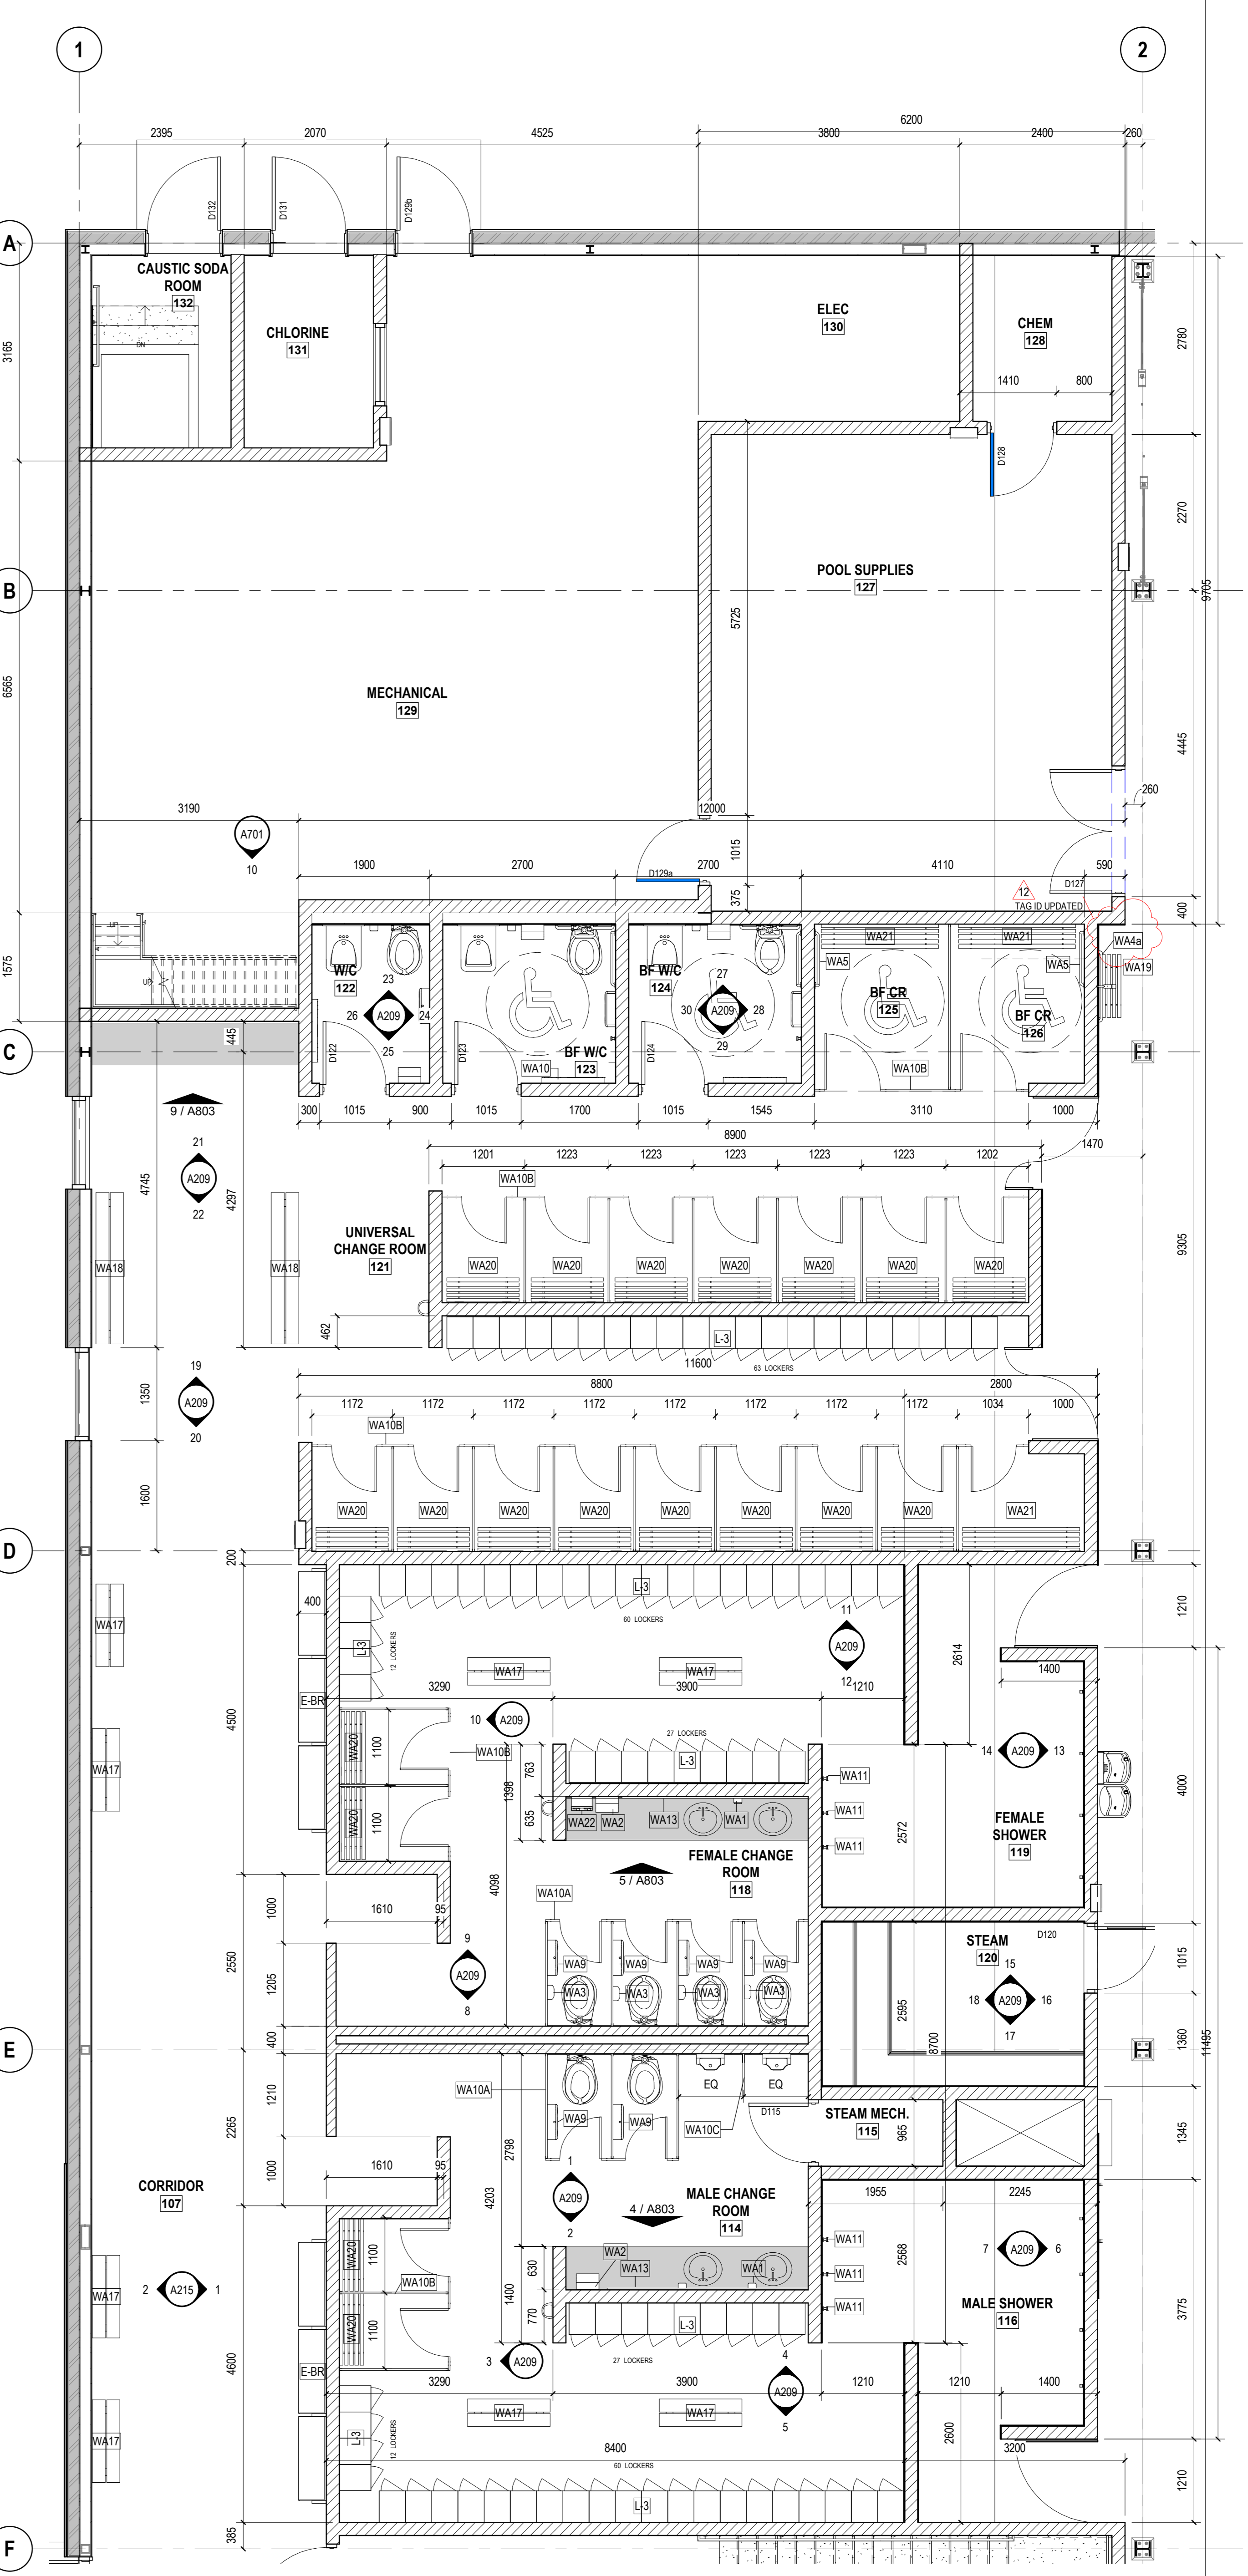 1
2
6200
2395
2070
4525
3800
2400
260
D132
D131
D129b
A
CAUSTIC SODA
ROOM
132
CHLORINE
131
ELEC
130
CHEM
128
DN
3165
2780
1410
800
D128
2270
B
POOL SUPPLIES
127
9705
5725
6565
MECHANICAL
129
4445
260
3190
12000
A701
10
1015
1900
2700
2700
4110
590
D129a
D127
375
12
TAG ID UPDATED
400
UP
UP
WA21
WA21
WA4a
WA5
WA5
WA19
1575
W/C
122
23
26
A209
24
25
BF W/C
124
27
30
A209
28
29
BF CR
125
BF CR
126
445
C
D122
D123
D124
BF W/C
123
WA10
WA10B
9 / A803
300
1015
900
1015
1700
1015
1545
3110
1000
8900
1470
21
A209
22
4745
4297
1201
1223
1223
1223
1223
1223
1202
WA10B
UNIVERSAL
CHANGE ROOM
121
9305
WA18
WA18
WA20
WA20
WA20
WA20
WA20
WA20
WA20
462
L-3
11600
63 LOCKERS
19
A209
20
1350
8800
2800
1172
1172
1172
1172
1172
1172
1172
1172
1034
1000
WA10B
1600
WA20
WA20
WA20
WA20
WA20
WA20
WA20
WA20
WA21
D
200
400
L-3
60 LOCKERS
11
A209
12
1210
WA17
L-3
12 LOCKERS
2614
WA17
WA17
1400
3290
3900
1210
E-BR
10
A209
4500
27 LOCKERS
WA20
1100
WA10B
763
1398
L-3
14
A209
13
WA17
WA11
4000
WA20
1100
635
WA22
WA2
WA13
WA1
WA11
2572
FEMALE
SHOWER
119
WA11
FEMALE CHANGE
ROOM
118
5 / A803
4098
WA10A
1000
1610
95
9
A209
8
STEAM
120
D120
15
18
A209
16
17
WA9
WA9
WA9
WA9
WA3
WA3
WA3
WA3
2550
1205
1015
2595
8700
1360
11495
400
E
1210
WA10A
EQ
EQ
D115
WA9
WA9
WA10C
STEAM MECH.
115
965
1345
2265
2798
1000
1610
95
CORRIDOR
107
1
A209
2
4203
MALE CHANGE
ROOM
114
4 / A803
1955
2245
WA11
2568
7
A209
6
2
A215
1
WA17
WA20
1100
WA10B
WA2
WA13
WA1
630
1400
WA11
MALE SHOWER
116
3775
WA20
1100
770
L-3
WA11
3
A209
27 LOCKERS
4
A209
5
4600
E-BR
3290
3900
1210
1210
1400
WA17
WA17
WA17
L-3
12 LOCKERS
2600
8400
60 LOCKERS
3200
L-3
1210
385
F